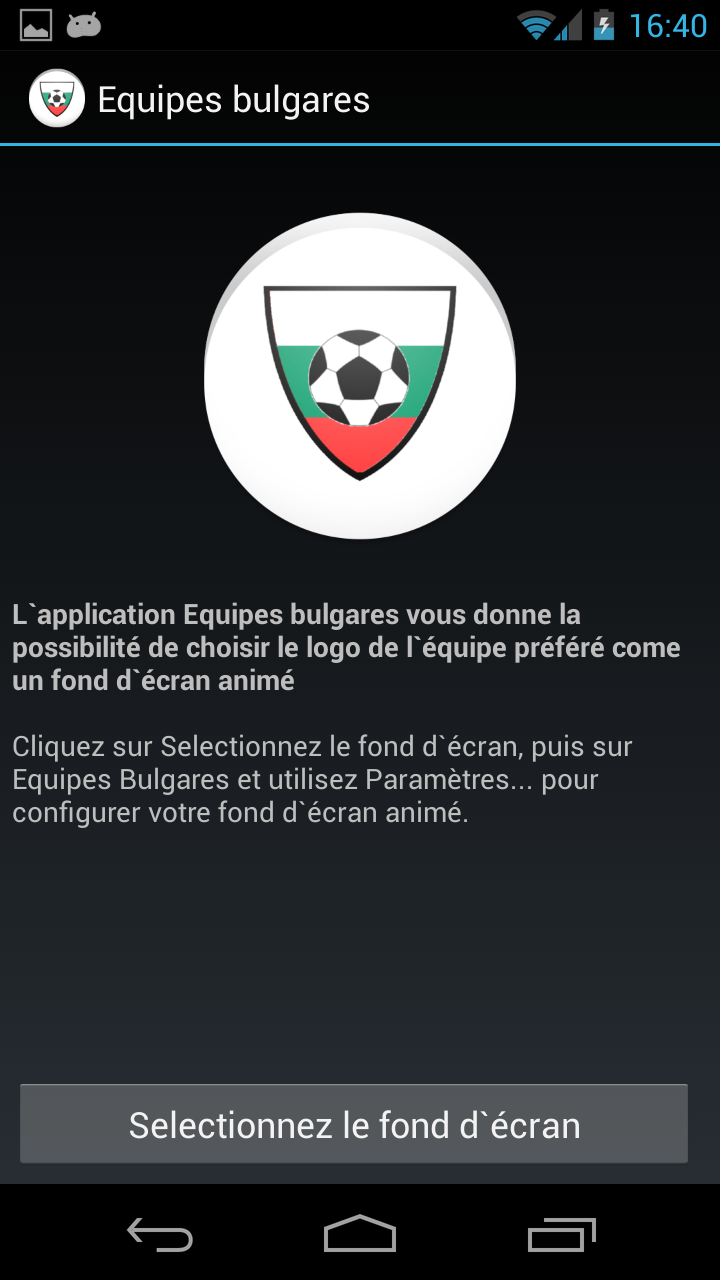 16:40
Equipes bulgares
L`application Equipes bulgares vous donne la
possibilité de choisir le logo de l`équipe préféré come
un fond d`écran animé
Cliquez sur Selectionnez le fond d`écran, puis sur
Equipes Bulgares et utilisez Paramètres... pour
configurer votre fond d`écran animé.
Selectionnez le fond d`écran